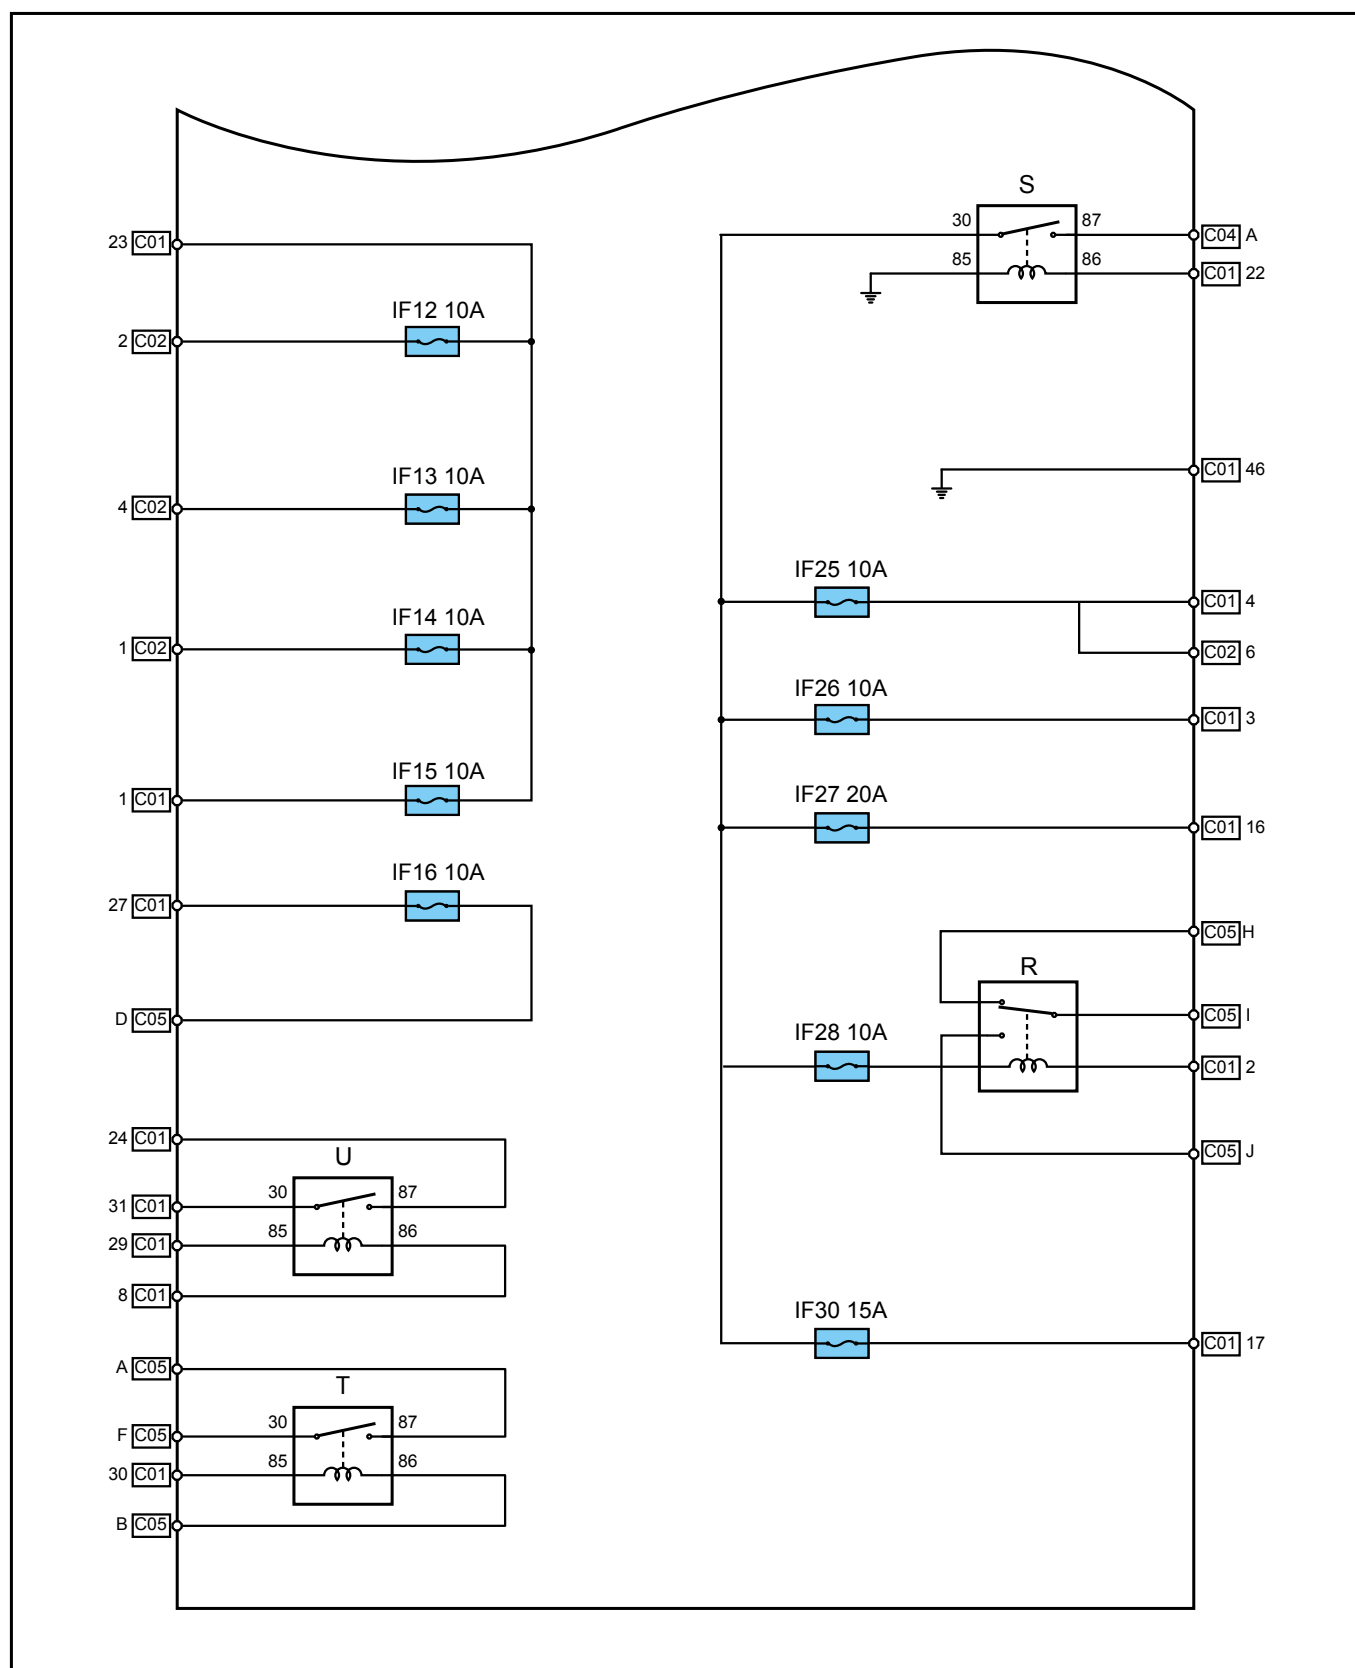 S
30 87
C04 A
85 86
C01 22
23 C01
IF12 10A
2 C02
C01 46
IF13 10A
4 C02
IF25 10A
C01 4
IF14 10A
1 C02
C02 6
IF26 10A
C01 3
IF15 10A
1 C01
IF27 20A
C01 16
IF16 10A
27 C01
C05 H
R
D C05
C05 I
IF28 10A
C01 2
24 C01
C05 J
U
30 87
31 C01
85 86
29 C01
8 C01
IF30 15A
C01 17
A C05
T
30 87
F C05
85 86
30 C01
B C05